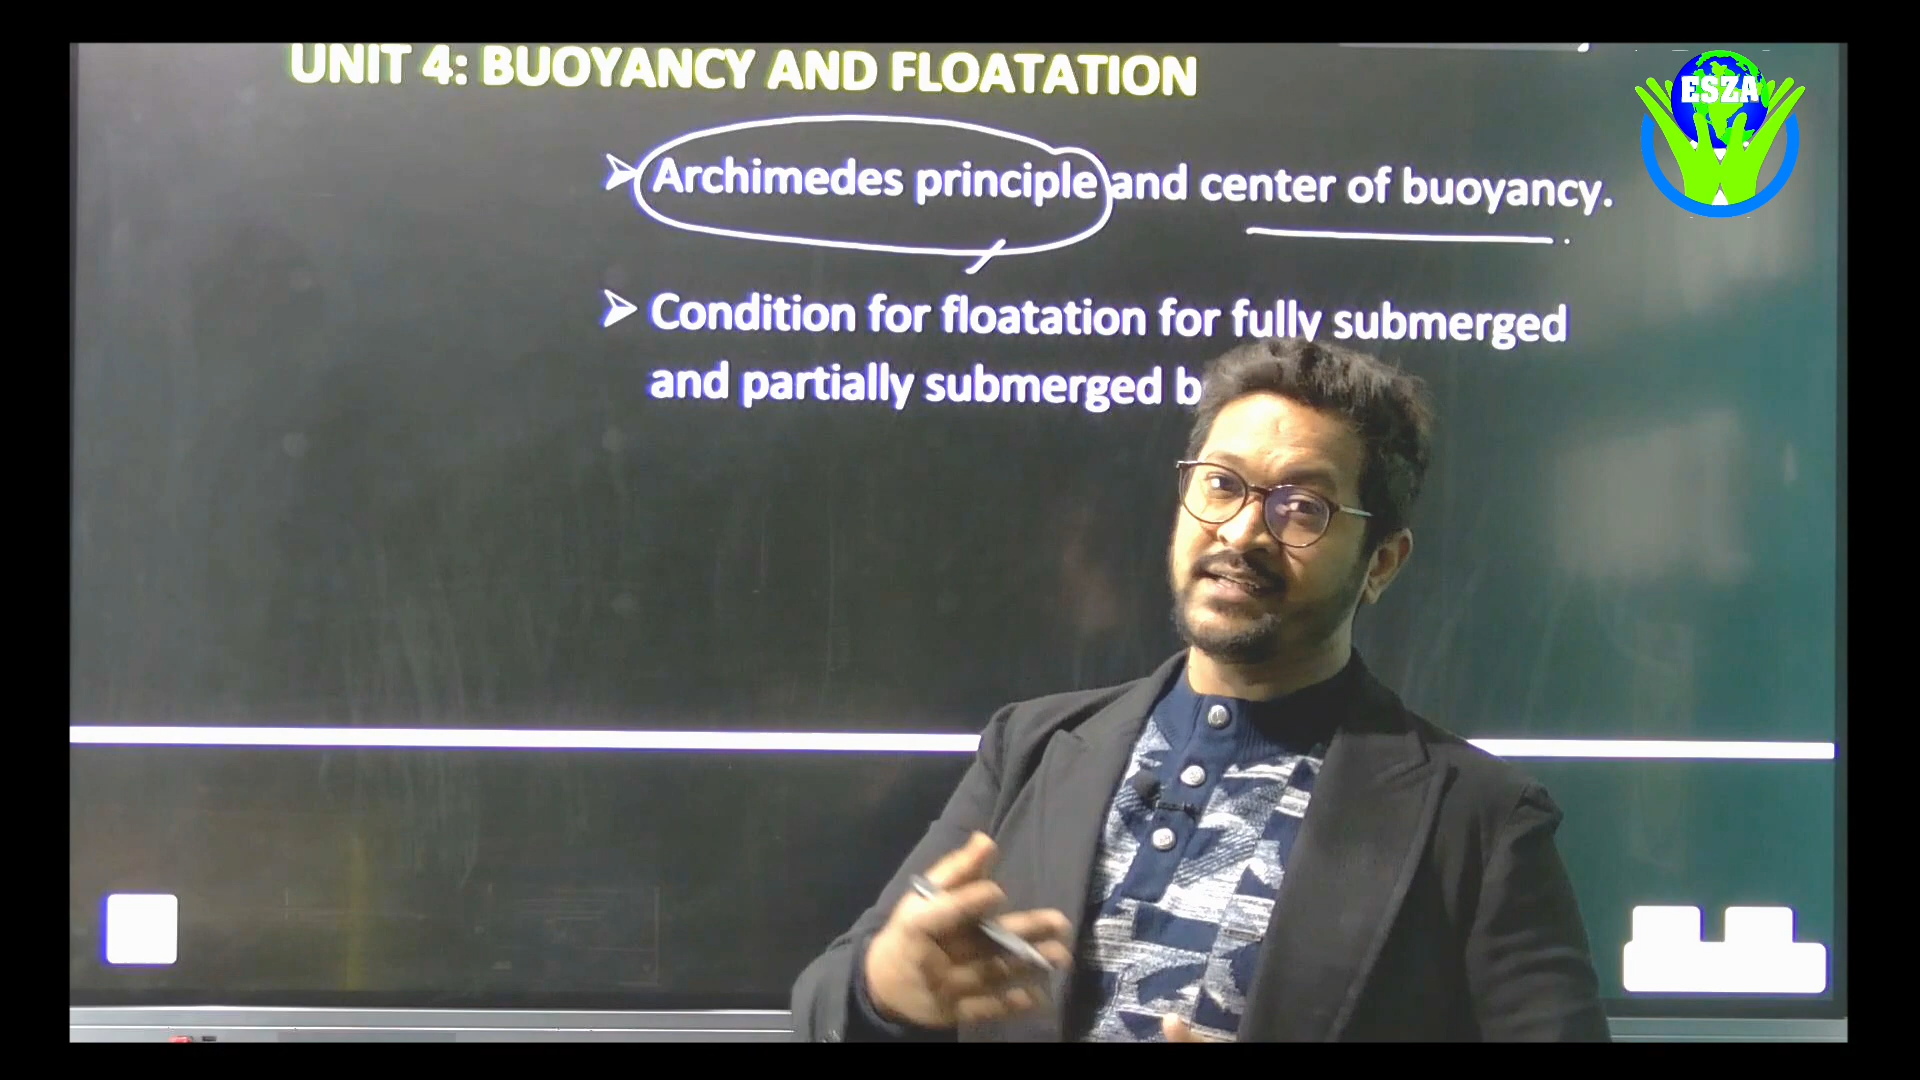 UNIT 4: BUOYANCY AND FLOATATION
ESZA
➢ Archimedes principle and center of buoyancy.
➢ Condition for floatation for fully submerged
and partially submerged